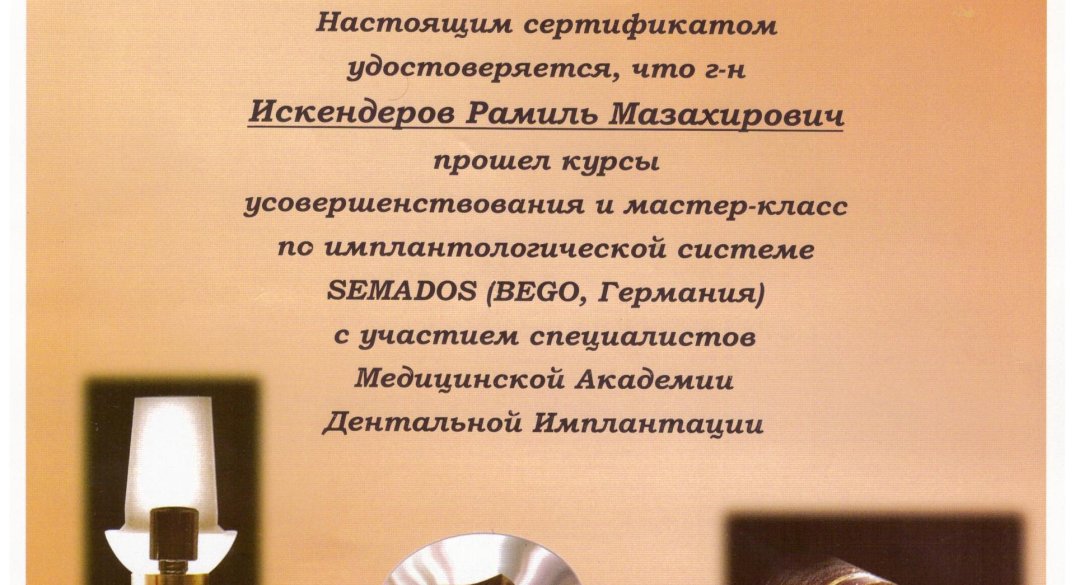 Настоящим сертификатом
удостоверяется, что г-н
Искендеров Рамиль Мазахирович
прошел курсы
усовершенствования и мастер-класс
по имплантологической системе
SEMADOS (BEGO, Германия)
с участием специалистов
Медицинской Академии
Дентальной Имплантации